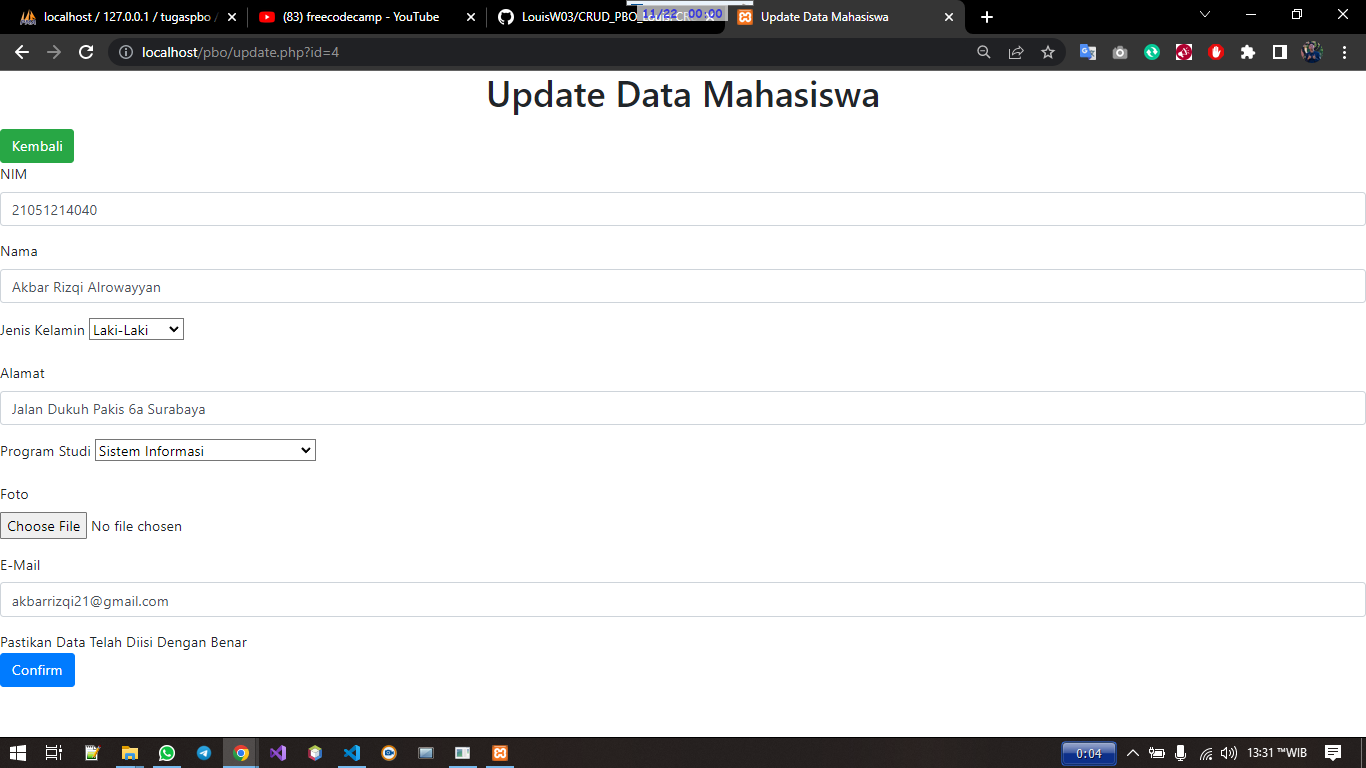 localhost / 127.0.0.1 / tugaspbo
(83) freecodecamp - YouTube
LouisW03/CRUD_PBO_Louis
11/22 00:00
Update Data Mahasiswa
localhost/pbo/update.php?id=4
Update Data Mahasiswa
Kembali
NIM
21051214040
Nama
Akbar Rizqi Alrowayyan
Jenis Kelamin Laki-Laki
Alamat
Jalan Dukuh Pakis 6a Surabaya
Program Studi Sistem Informasi
Foto
Choose File No file chosen
E-Mail
akbarrizqi21@gmail.com
Pastikan Data Telah Diisi Dengan Benar
Confirm
0:04
13:31 ™WIB